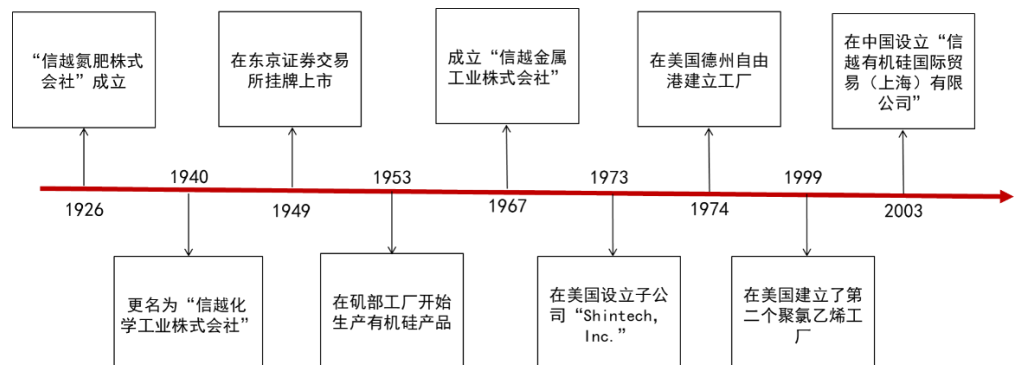 “信越氮肥株式
会社”成立
在东京证券交易
所挂牌上市
成立“信越金属
工业株式会社”
在美国德州自由
港建立工厂
在中国设立“信
越有机硅国际贸
易（上海）有限
公司”
1940
1953
1973
1999
1926
1949
1967
1974
2003
更名为“信越化
学工业株式会社”
在矶部工厂开始
生产有机硅产品
在美国设立子公
司“Shintech,
Inc.”
在美国建立了第
二个聚氯乙烯工
厂